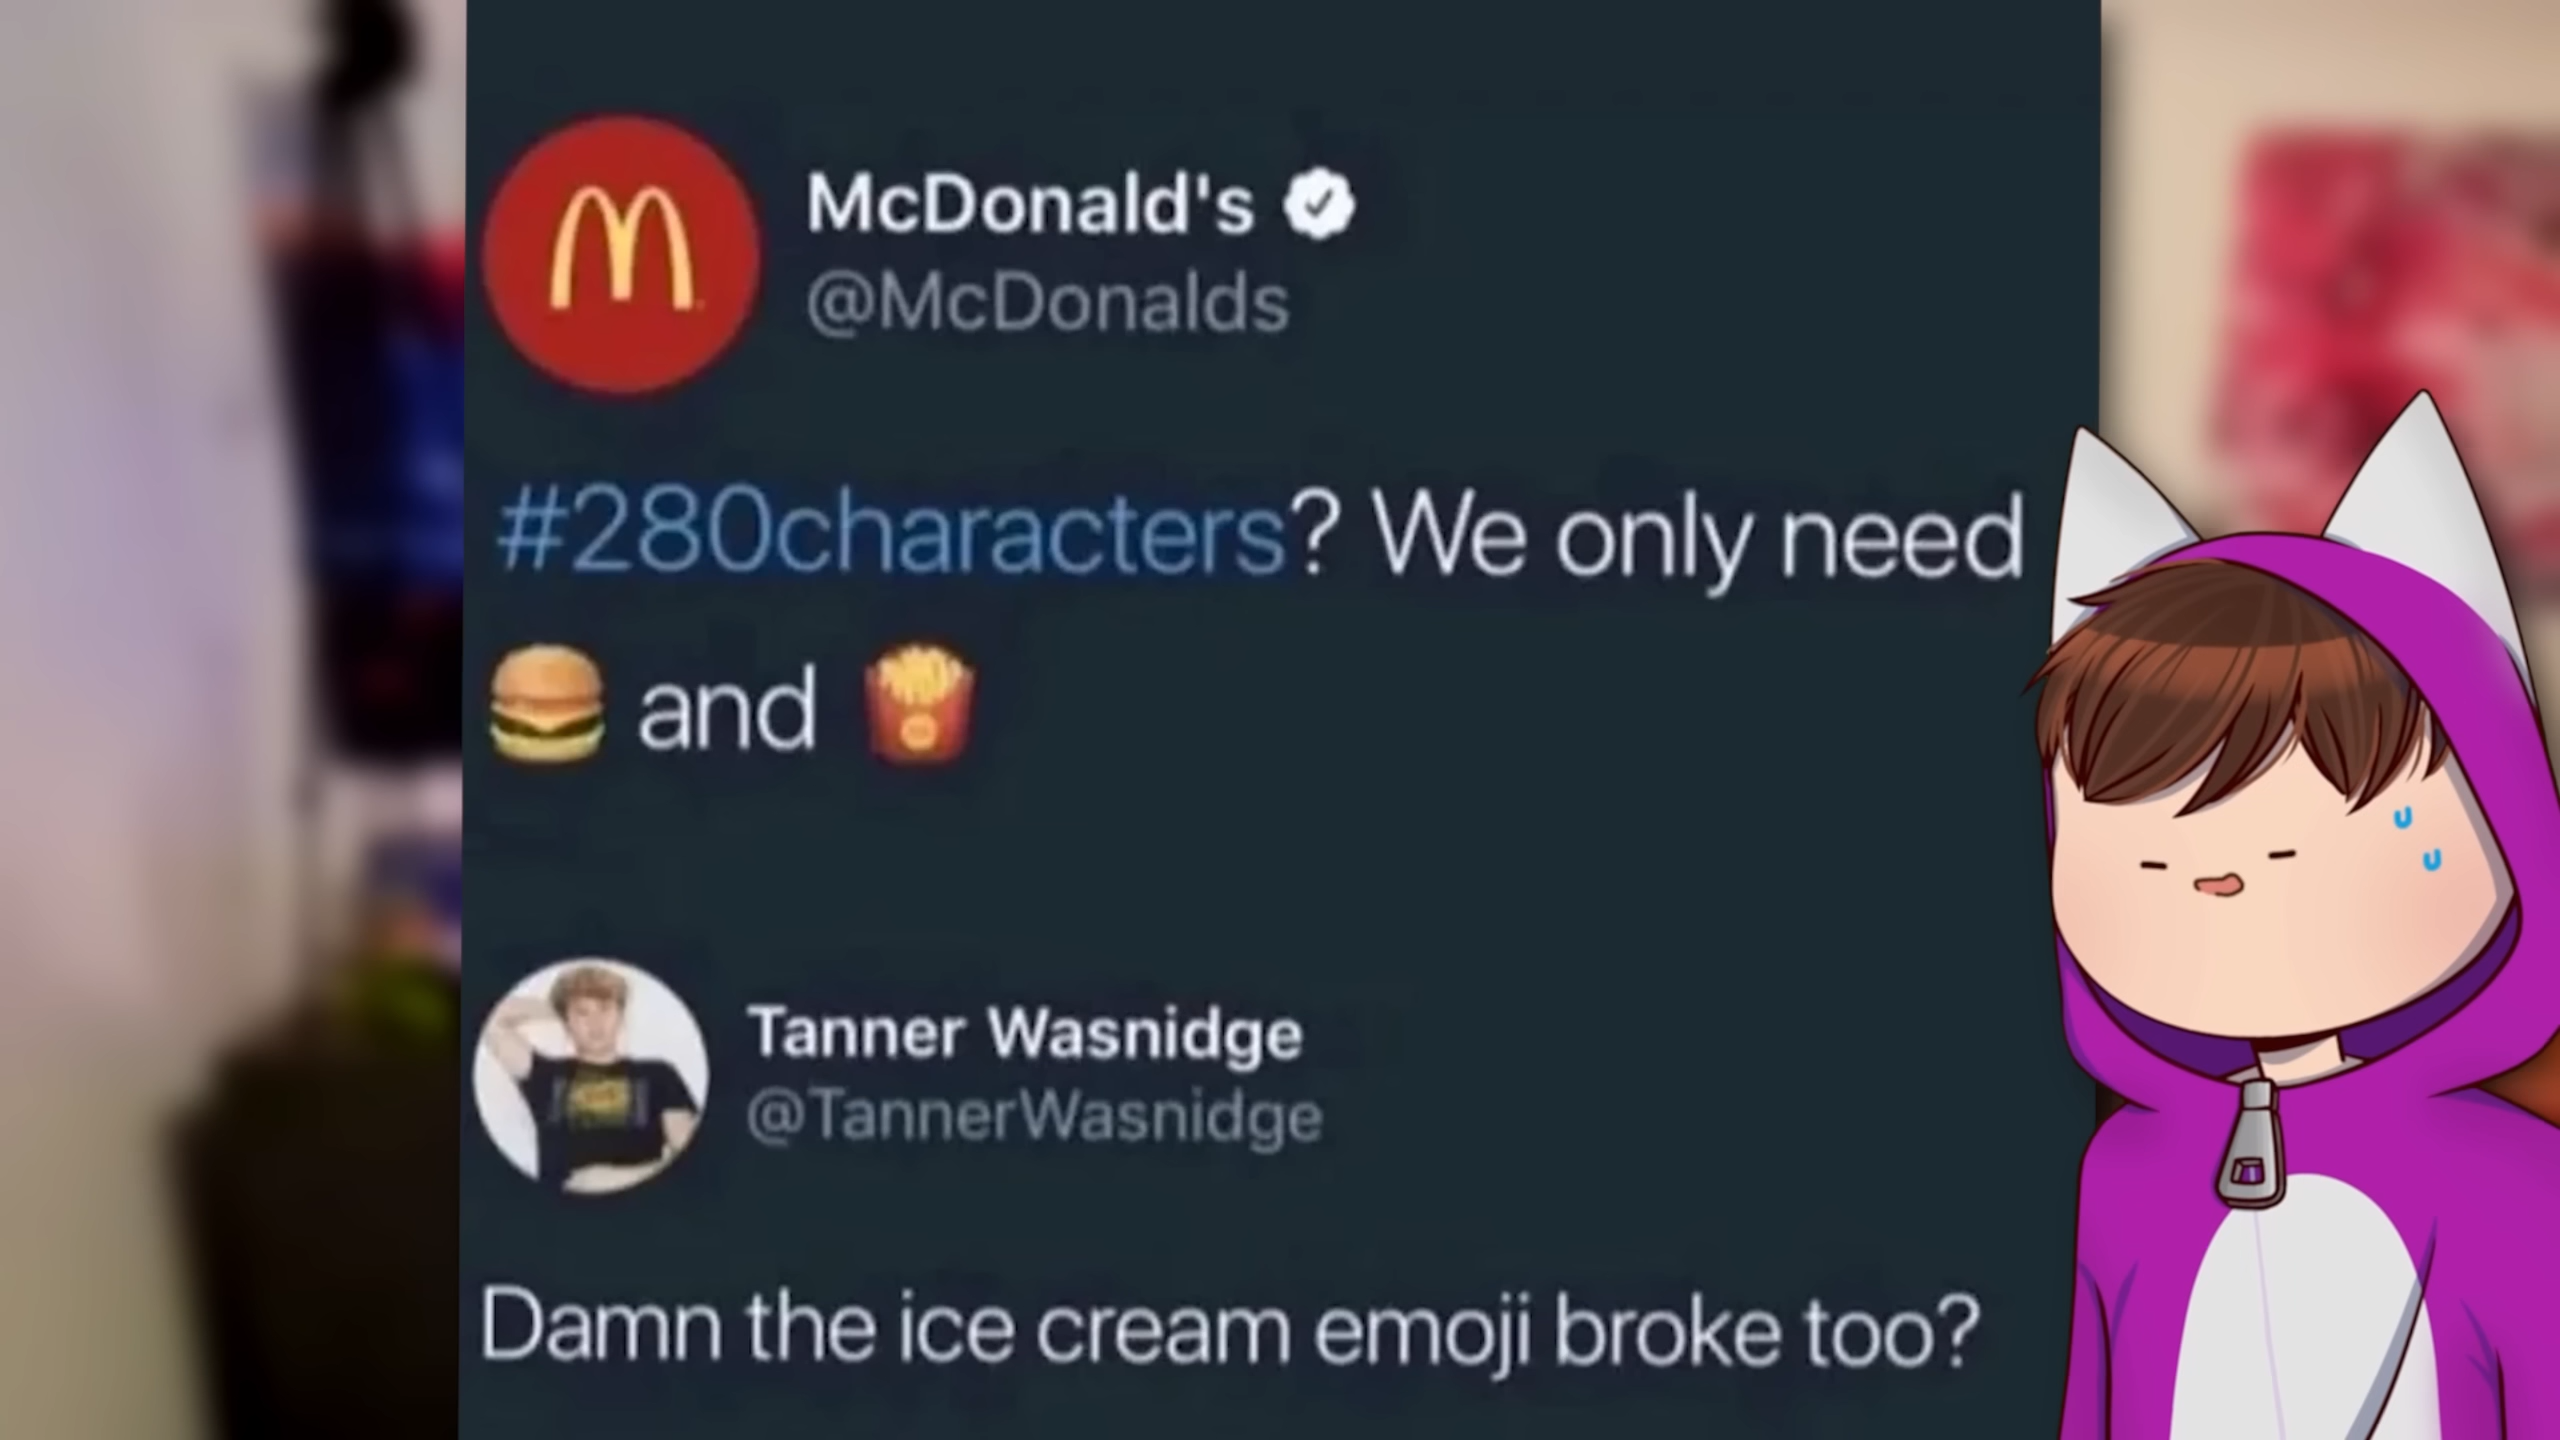 McDonald's
@McDonalds
#280characters? We only need
🍔 and 🍟
Tanner Wasnidge
@TannerWasnidge
Damn the ice cream emoji broke too?